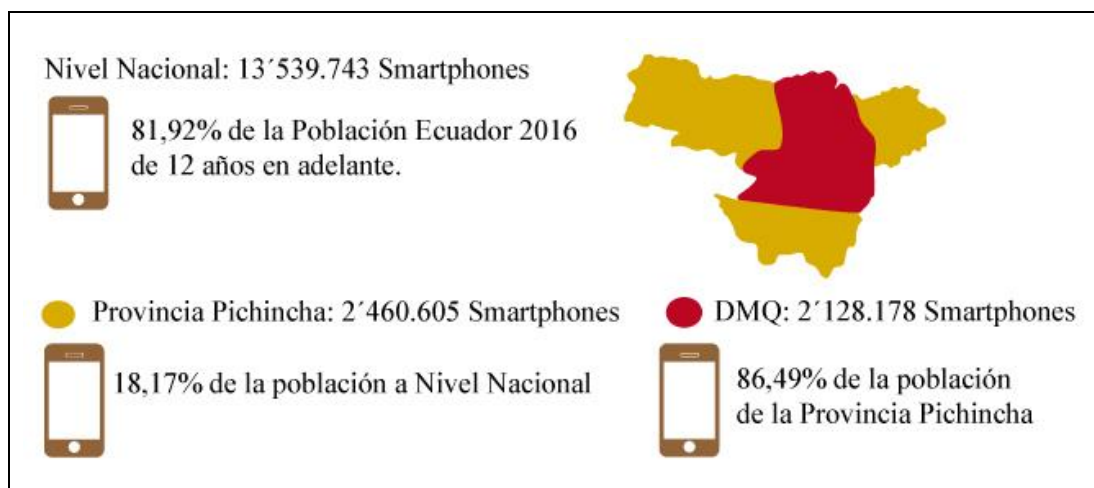 Nivel Nacional: 13´539.743 Smartphones
81,92% de la Población Ecuador 2016
de 12 años en adelante.
Provincia Pichincha: 2´460.605 Smartphones
18,17% de la población a Nivel Nacional
DMQ: 2´128.178 Smartphones
86,49% de la población
de la Provincia Pichincha